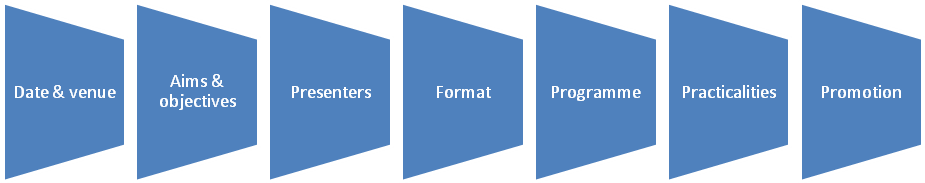 Date & venue
Aims &
objectives
Presenters
Format
Programme
Practicalities
Promotion